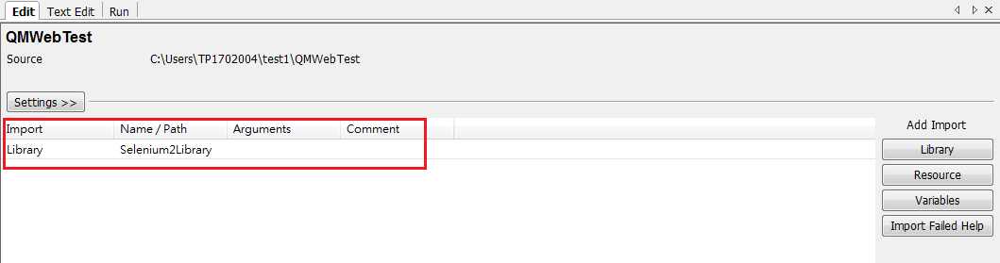 Edit Text Edit Run
QMWebTest
Source C:\Users\TP1702004\test1\QMWebTest
Settings >>
Import Name / Path Arguments Comment
Library Selenium2Library
Add Import
Library
Resource
Variables
Import Failed Help